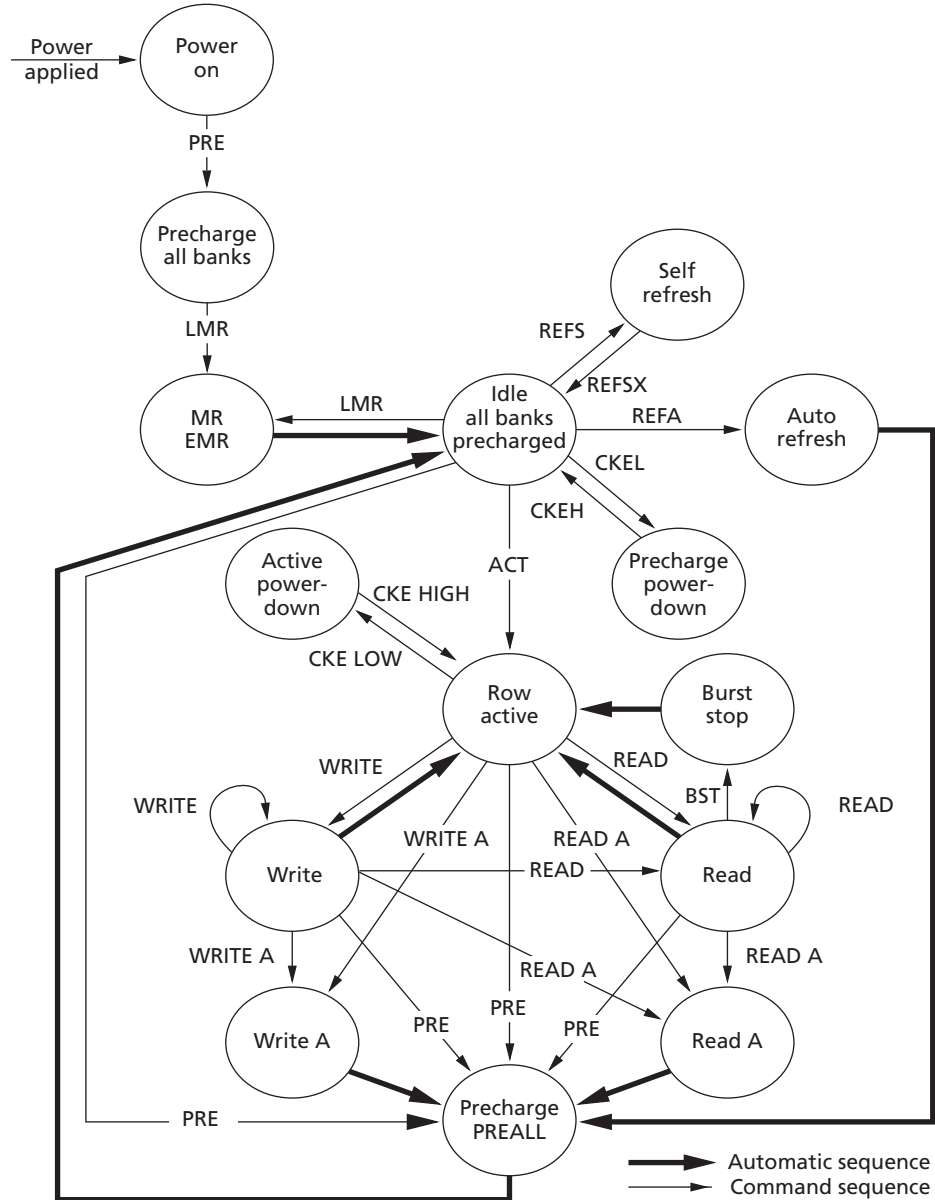 Power
applied
Power
on
PRE
Precharge
all banks
LMR
Self
refresh
REFS
REFSX
MR
EMR
LMR
Idle
all banks
precharged
REFA
Auto
refresh
CKEL
CKEH
Precharge
power-
down
ACT
Active
power-
down
CKE HIGH
CKE LOW
Row
active
Burst
stop
WRITE
READ
BST
WRITE
READ
WRITE A
READ A
Write
READ
Read
WRITE A
READ A
READ A
PRE
PRE
PRE
Write A
Read A
Precharge
PREALL
PRE
Automatic sequence
Command sequence